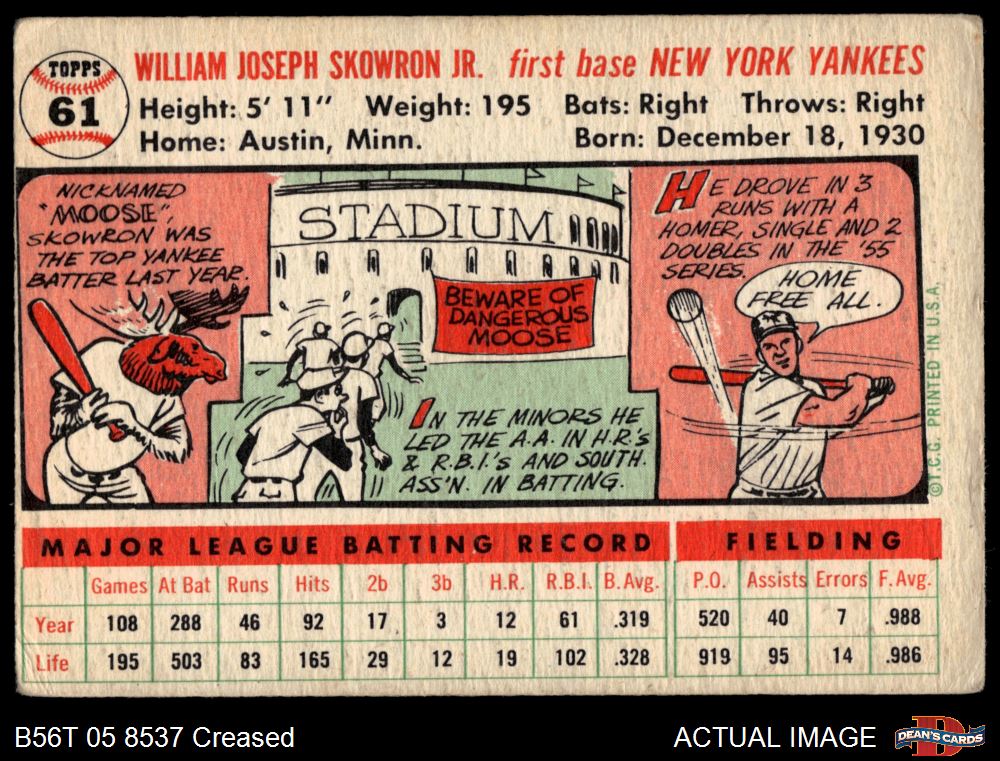 TOPPS
61
WILLIAM JOSEPH SKOWRON JR. first base NEW YORK YANKEES
Height: 5' 11" Weight: 195 Bats: Right Throws: Right
Home: Austin, Minn. Born: December 18, 1930
NICKNAMED
"MOOSE",
SKOWRON WAS
THE TOP YANKEE
BATTER LAST YEAR.
STADIUM
BEWARE OF
DANGEROUS
MOOSE
IN THE MINORS HE
LED THE A.A. IN H.R.'s
& R.B.I.'s AND SOUTH.
ASS'N. IN BATTING.
HE DROVE IN 3
RUNS WITH A
HOMER, SINGLE AND 2
DOUBLES IN THE '55
SERIES.
HOME
FREE ALL.
©T.C.G. PRINTED IN U.S.A.
MAJOR LEAGUE BATTING RECORD FIELDING
Games At Bat Runs Hits 2b 3b H.R. R.B.I. B. Avg. P.O. Assists Errors F. Avg.
Year 108 288 46 92 17 3 12 61 .319 520 40 7 .988
Life 195 503 83 165 29 12 19 102 .328 919 95 14 .986
B56T 05 8537 Creased ACTUAL IMAGE
DEAN'S CARDS